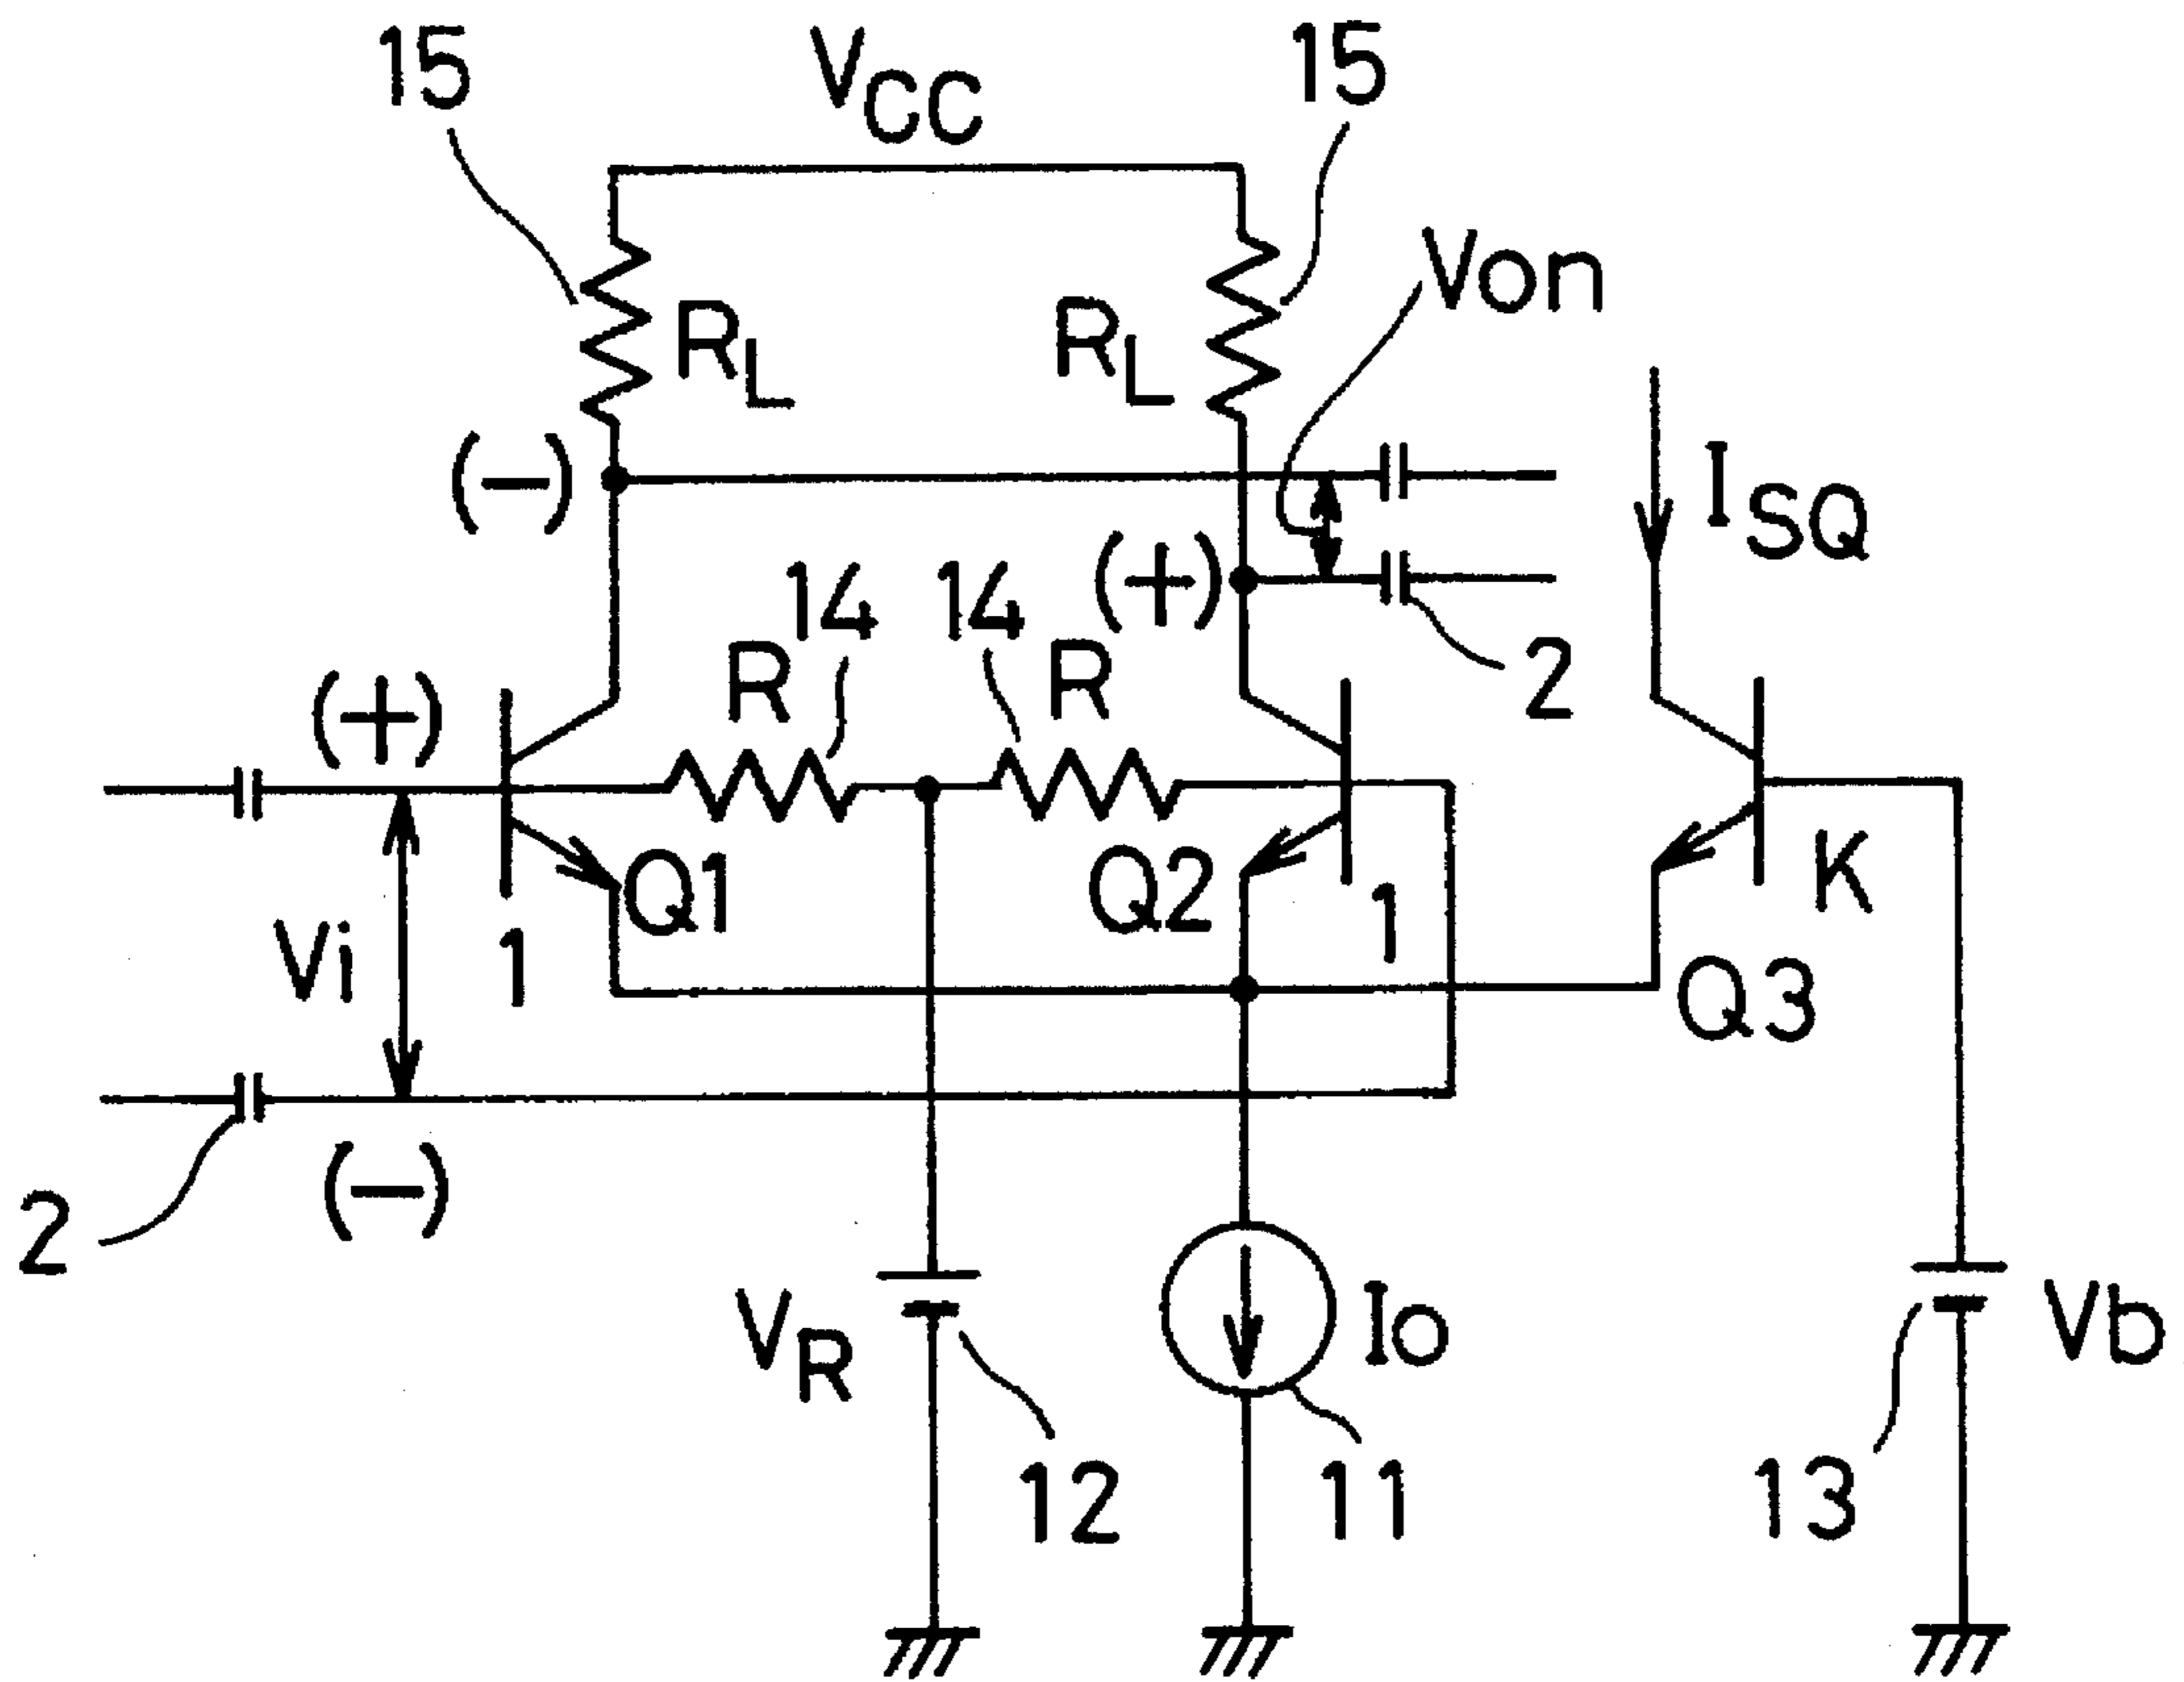 15
VCC
15
Von
RL
RL
(−)
ISQ
14
14
(+)
R
R
2
(+)
Q1
Q2
K
1
1
Vi
Q3
(−)
2
VR
Io
Vb
12
11
13